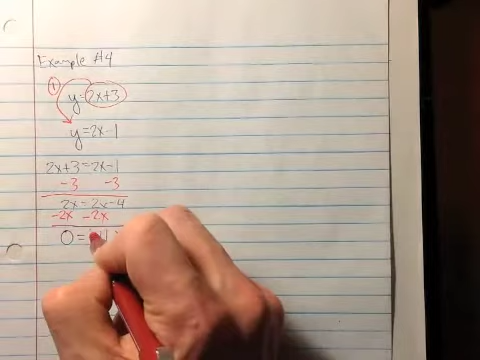 Example #4
① y=2x+3
y=2x-1
2x+3=2x-1
-3 -3
2x=2x-4
-2x -2x
0=